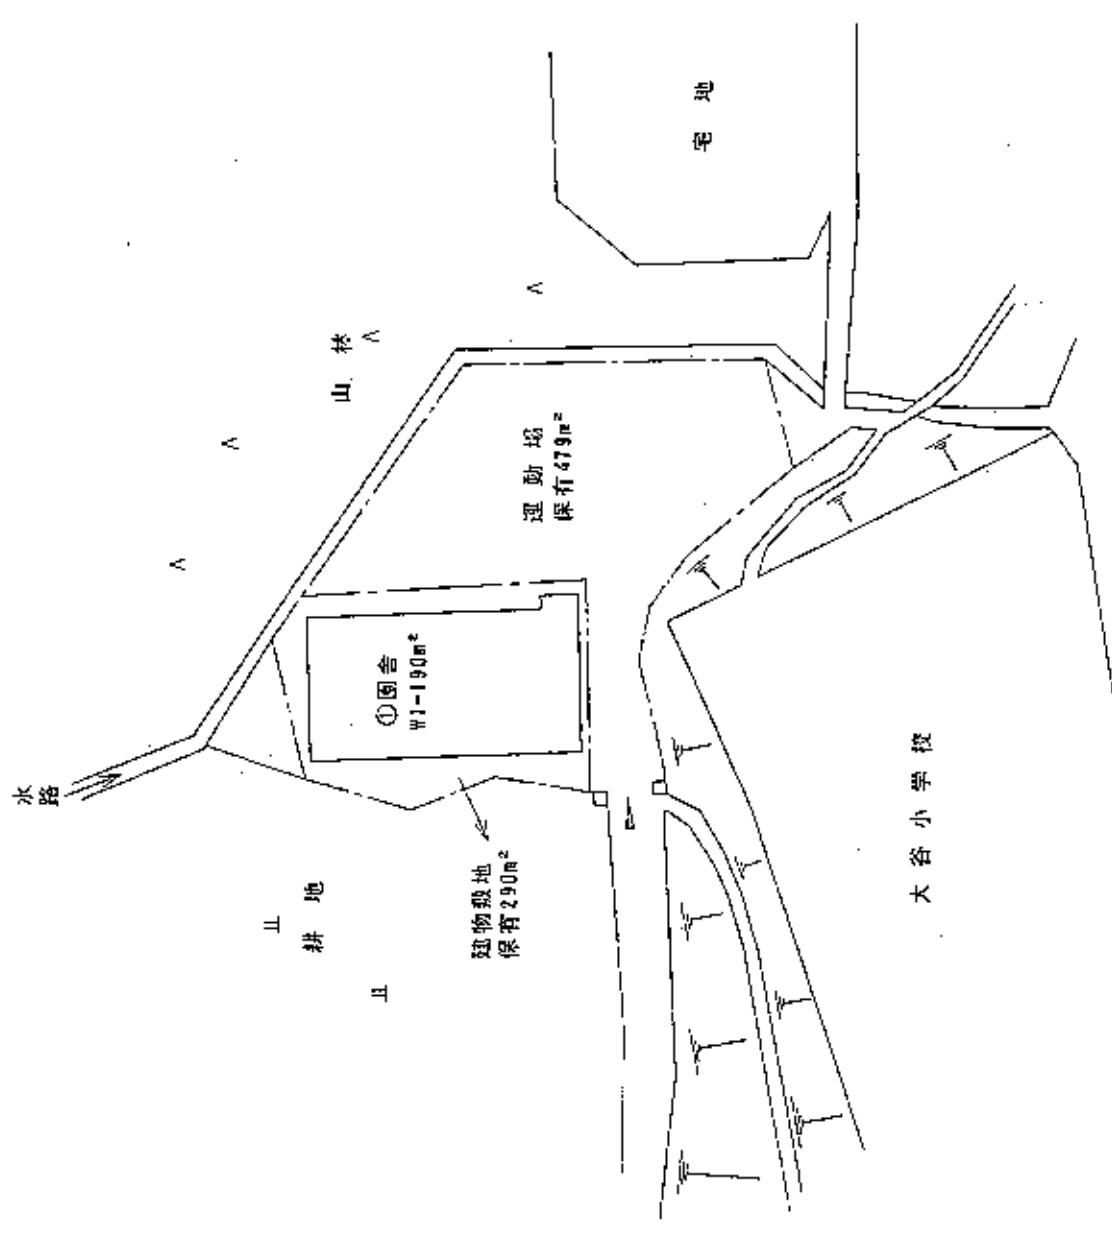 水路
山林
宅地
運動場
保有479m²
①園舎
W1-190m²
建物敷地
保有290m²
耕地
大谷小学校